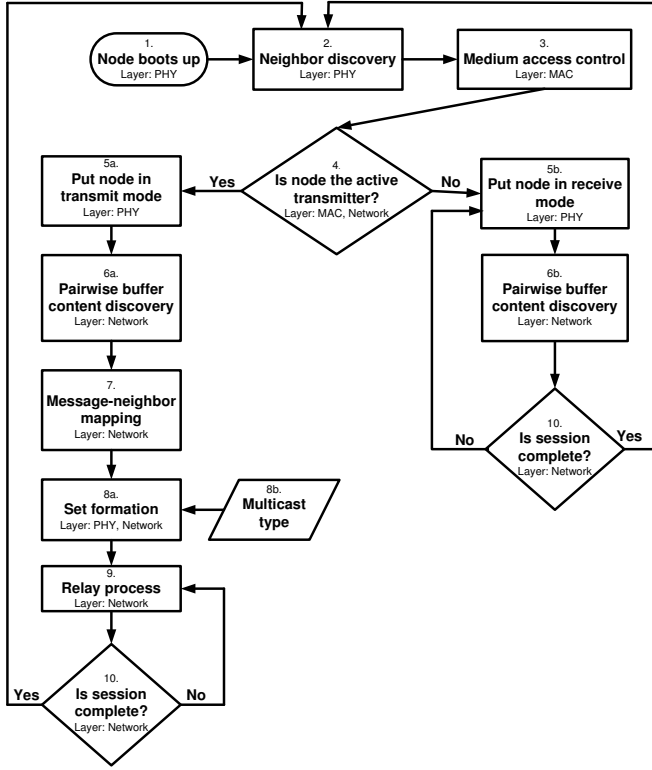 1.
Node boots up
Layer: PHY
2.
Neighbor discovery
Layer: PHY
3.
Medium access control
Layer: MAC
4.
Is node the active
transmitter?
Layer: MAC, Network
Yes
No
5a.
Put node in
transmit mode
Layer: PHY
5b.
Put node in receive
mode
Layer: PHY
6a.
Pairwise buffer
content discovery
Layer: Network
6b.
Pairwise buffer
content discovery
Layer: Network
7.
Message-neighbor
mapping
Layer: Network
10.
Is session
complete?
Layer: Network
No
Yes
8a.
Set formation
Layer: PHY, Network
8b.
Multicast
type
9.
Relay process
Layer: Network
10.
Is session
complete?
Layer: Network
Yes
No